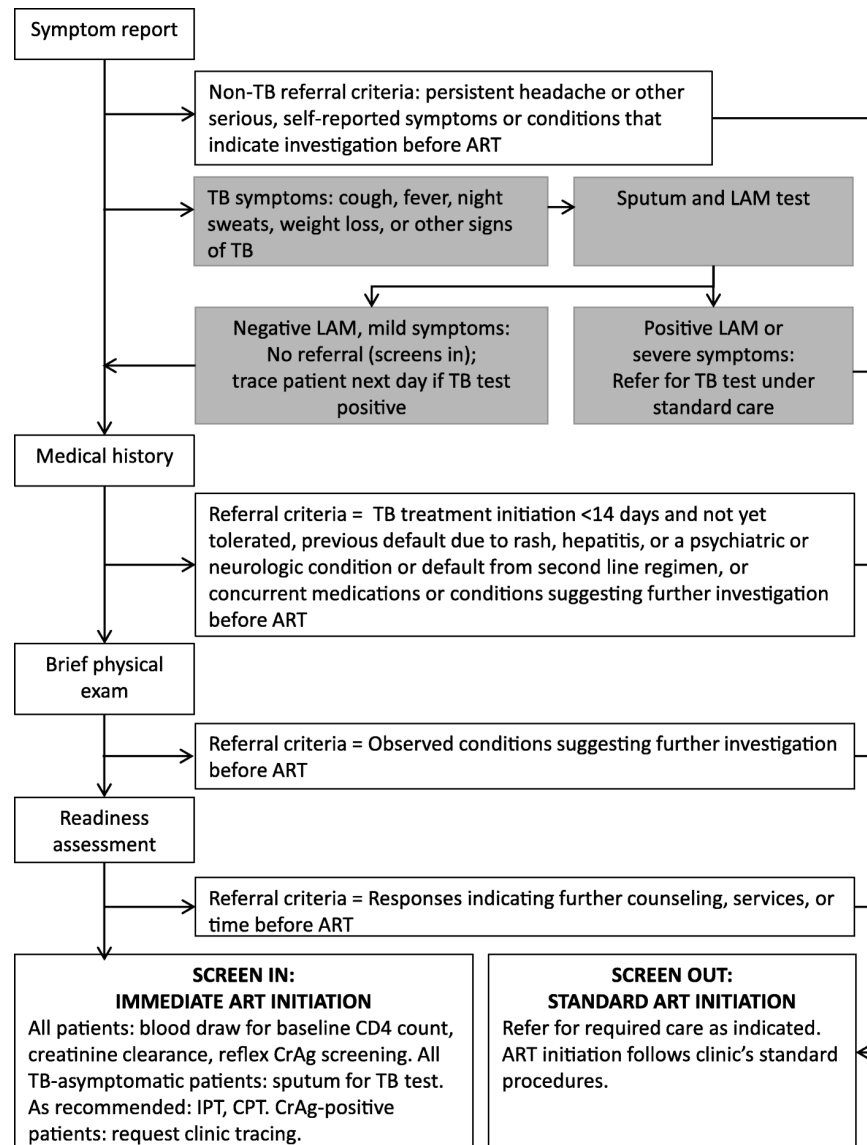 Symptom report
Non-TB referral criteria: persistent headache or other
serious, self-reported symptoms or conditions that
indicate investigation before ART
TB symptoms: cough, fever, night
sweats, weight loss, or other signs
of TB
Sputum and LAM test
Negative LAM, mild symptoms:
No referral (screens in);
trace patient next day if TB test
positive
Positive LAM or
severe symptoms:
Refer for TB test under
standard care
Medical history
Referral criteria =  TB treatment initiation <14 days and not yet
tolerated, previous default due to rash, hepatitis, or a psychiatric or
neurologic condition or default from second line regimen, or
concurrent medications or conditions suggesting further investigation
before ART
Brief physical
exam
Referral criteria = Observed conditions suggesting further investigation
before ART
Readiness
assessment
Referral criteria = Responses indicating further counseling, services, or
time before ART
SCREEN IN:
IMMEDIATE ART INITIATION
All patients: blood draw for baseline CD4 count,
creatinine clearance, reflex CrAg screening. All
TB-asymptomatic patients: sputum for TB test.
As recommended: IPT, CPT. CrAg-positive
patients: request clinic tracing.
SCREEN OUT:
STANDARD ART INITIATION
Refer for required care as indicated.
ART initiation follows clinic's standard
procedures.